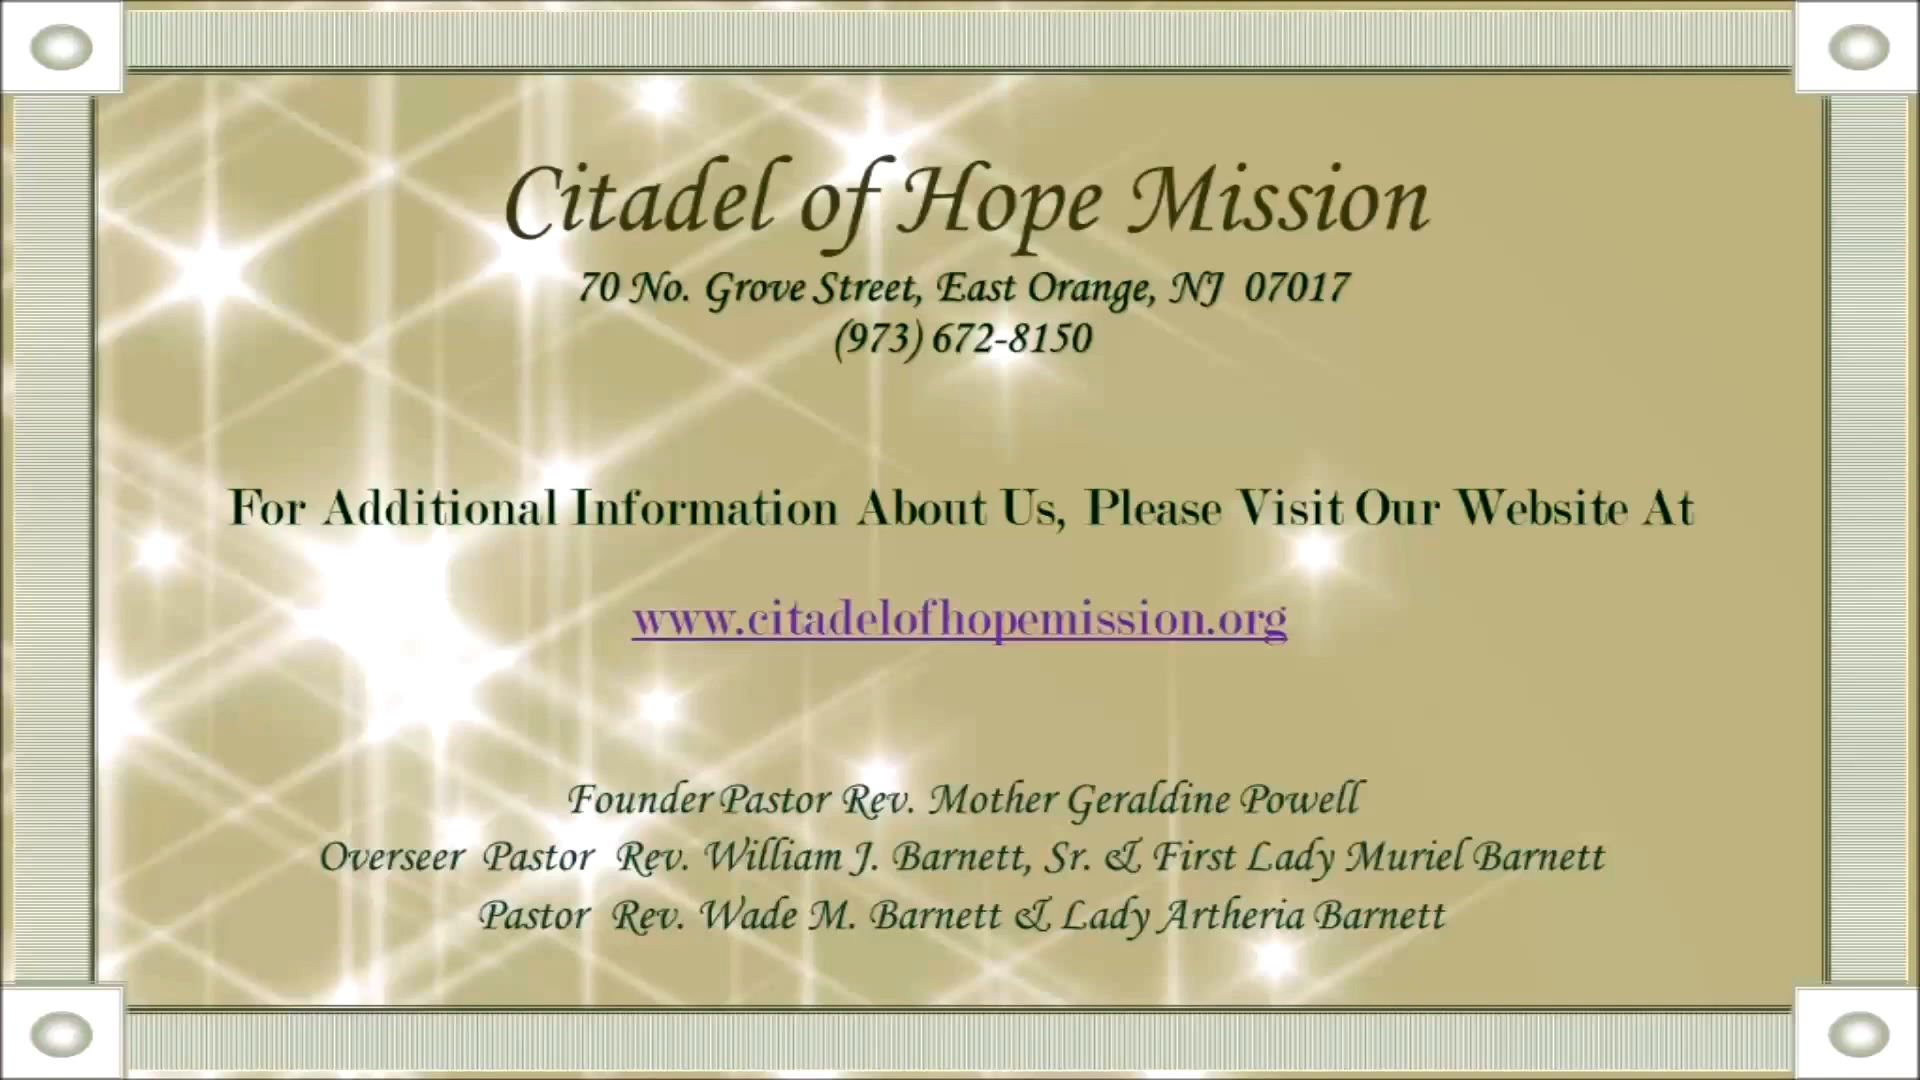 Citadel of Hope Mission
70 No. Grove Street, East Orange, NJ 07017
(973) 672-8150
For Additional Information About Us, Please Visit Our Website At
www.citadelofhopemission.org
Founder Pastor Rev. Mother Geraldine Powell
Overseer Pastor Rev. William J. Barnett, Sr. & First Lady Muriel Barnett
Pastor Rev. Wade M. Barnett & Lady Artheria Barnett